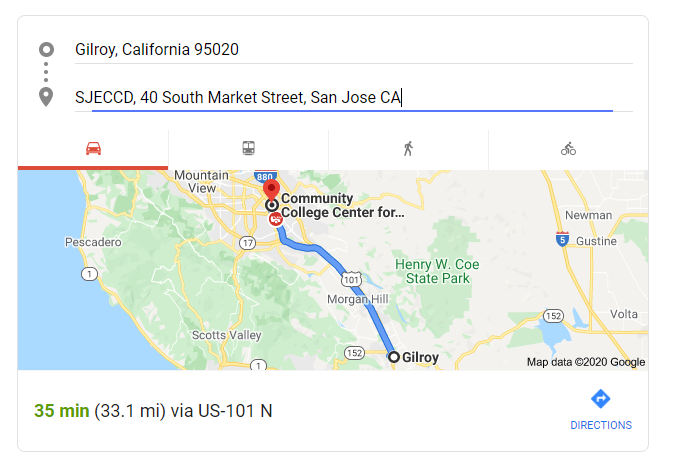 Gilroy, California 95020
SJECCD, 40 South Market Street, San Jose CA
Mountain
View
880
Community
College Center for...
Newman
5
Gustine
17
Pescadero
1
Henry W. Coe
State Park
101
Morgan Hill
152
Volta
Scotts Valley
152
Gilroy
1
Map data ©2020 Google
35 min (33.1 mi) via US-101 N
DIRECTIONS